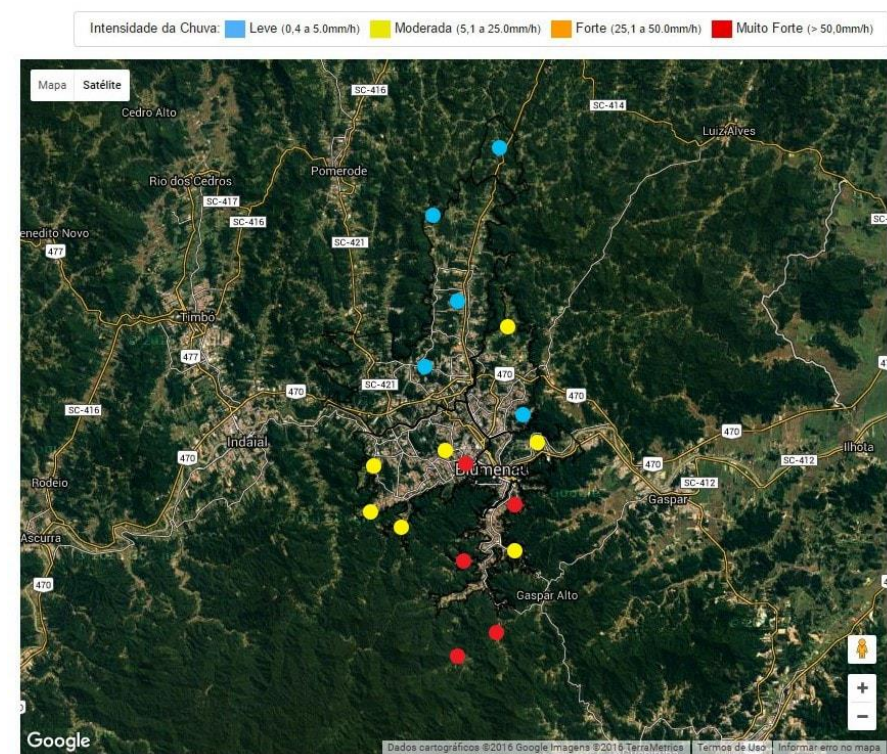 Intensidade da Chuva: Leve (0,4 a 5.0mm/h) Moderada (5,1 a 25.0mm/h) Forte (25,1 a 50.0mm/h) Muito Forte (> 50,0mm/h)
Mapa Satélite
SC-416
SC-414
Cedro Alto
Luiz Alves
Pomerode
Rio dos Cedros
SC-417
SC-416
SC-
enedito Novo
SC-421
477
Timbó
477
470
47
SC-421
470
470
SC-416
Indaial
470
470
Ilhota
Blumenau
470
SC-412
Rodeio
Gaspar
SC-412
Ascurra
470
4
Gaspar Alto
+
−
Google
Dados cartográficos ©2016 Google Imagens ©2016 TerraMetrics Termos de Uso Informar erro no mapa